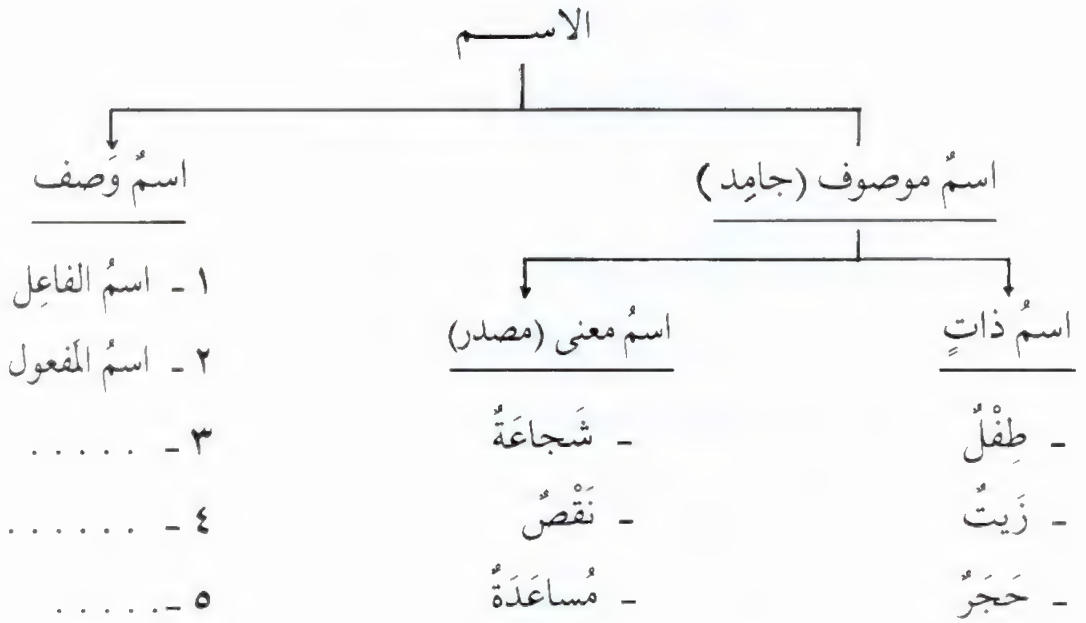 الاســـم
اسمٌ موصوف (جامِد)
اسمٌ وَصف
اسمُ ذاتٍ
اسمُ معنى (مصدر)
- طِفْلٌ
- زَيتٌ
- حَجَرٌ
- شَجاعَةٌ
- نَقْصٌ
- مُساعَدَةٌ
١ - اسمُ الفاعِل
٢ - اسمُ المَفعول
٣ - . . . . .
٤ - . . . . . .
٥ - . . . . .